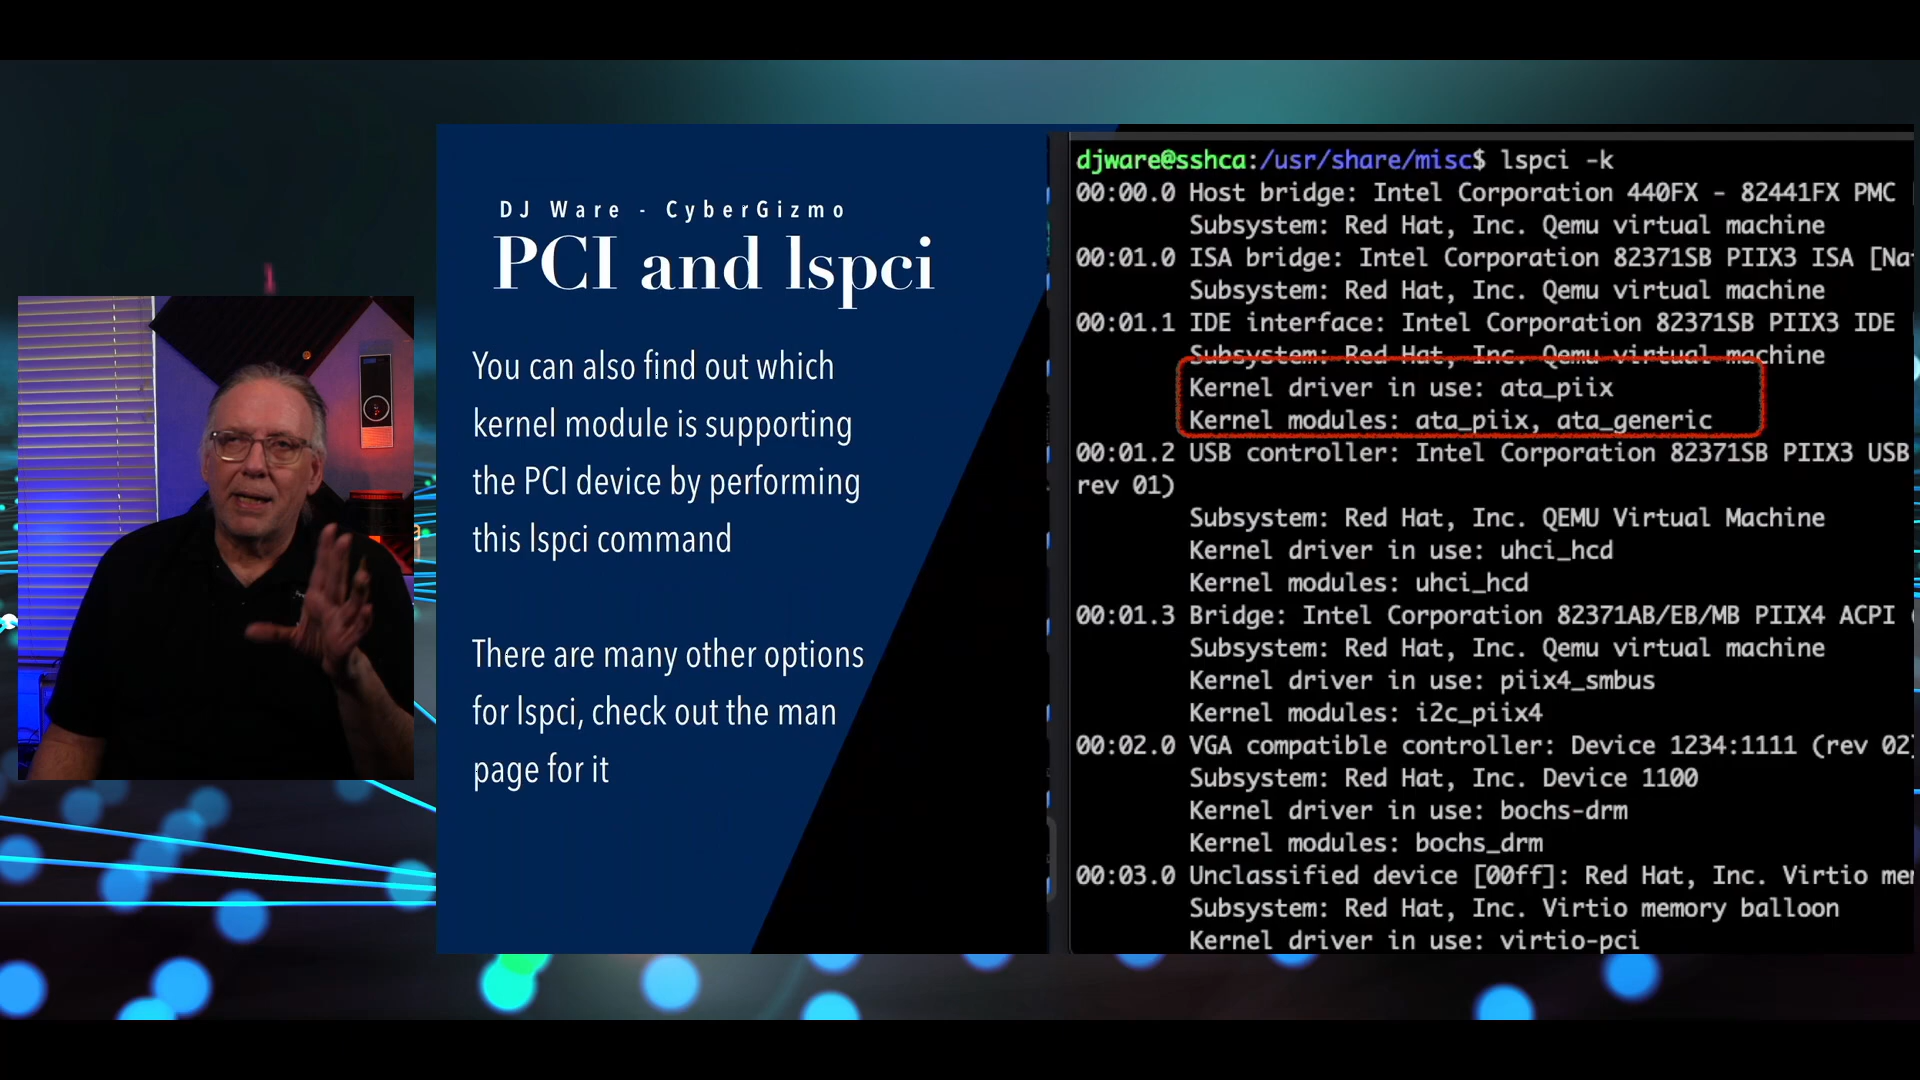 DJ Ware - CyberGizmo
PCI and lspci
You can also find out which
kernel module is supporting
the PCI device by performing
this lspci command
There are many other options
for lspci, check out the man
page for it
djware@sshca:/usr/share/misc$ lspci -k
00:00.0 Host bridge: Intel Corporation 440FX - 82441FX PMC
Subsystem: Red Hat, Inc. Qemu virtual machine
00:01.0 ISA bridge: Intel Corporation 82371SB PIIX3 ISA [Na
Subsystem: Red Hat, Inc. Qemu virtual machine
00:01.1 IDE interface: Intel Corporation 82371SB PIIX3 IDE
Subsystem: Red Hat, Inc. Qemu virtual machine
Kernel driver in use: ata_piix
Kernel modules: ata_piix, ata_generic
00:01.2 USB controller: Intel Corporation 82371SB PIIX3 USB
rev 01)
Subsystem: Red Hat, Inc. QEMU Virtual Machine
Kernel driver in use: uhci_hcd
Kernel modules: uhci_hcd
00:01.3 Bridge: Intel Corporation 82371AB/EB/MB PIIX4 ACPI
Subsystem: Red Hat, Inc. Qemu virtual machine
Kernel driver in use: piix4_smbus
Kernel modules: i2c_piix4
00:02.0 VGA compatible controller: Device 1234:1111 (rev 02)
Subsystem: Red Hat, Inc. Device 1100
Kernel driver in use: bochs-drm
Kernel modules: bochs_drm
00:03.0 Unclassified device [00ff]: Red Hat, Inc. Virtio mem
Subsystem: Red Hat, Inc. Virtio memory balloon
Kernel driver in use: virtio-pci